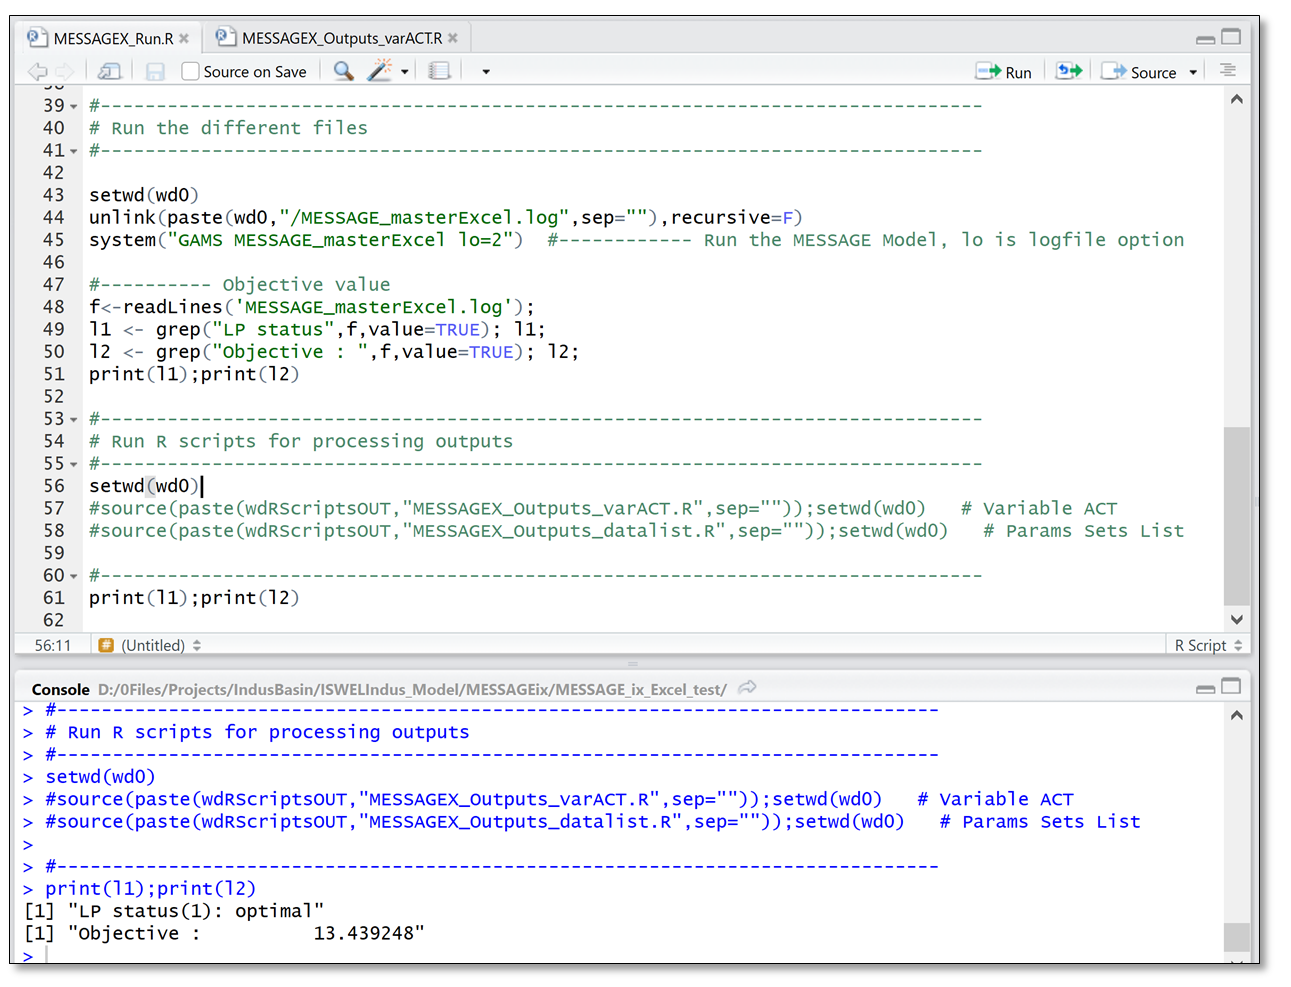 MESSAGEX_Run.R
MESSAGEX_Outputs_varACT.R
Source on Save
Run
Source
38
39 #-------------------------------------------------------------------------------
40 # Run the different files
41 #-------------------------------------------------------------------------------
42
43 setwd(wd0)
44 unlink(paste(wd0,"/MESSAGE_masterExcel.log",sep=""),recursive=F)
45 system("GAMS MESSAGE_masterExcel lo=2")  #------------ Run the MESSAGE Model, lo is logfile option
46
47 #---------- Objective value
48 f<-readLines('MESSAGE_masterExcel.log');
49 l1 <- grep("LP status",f,value=TRUE); l1;
50 l2 <- grep("Objective : ",f,value=TRUE); l2;
51 print(l1);print(l2)
52
53 #-------------------------------------------------------------------------------
54 # Run R scripts for processing outputs
55 #-------------------------------------------------------------------------------
56 setwd(wd0)
57 #source(paste(wdRScriptsOUT,"MESSAGEX_Outputs_varACT.R",sep=""));setwd(wd0)   # Variable ACT
58 #source(paste(wdRScriptsOUT,"MESSAGEX_Outputs_datalist.R",sep=""));setwd(wd0)   # Params Sets List
59
60 #-------------------------------------------------------------------------------
61 print(l1);print(l2)
62
56:11 # (Untitled) R Script
Console D:/0Files/Projects/IndusBasin/ISWELIndus_Model/MESSAGEix/MESSAGE_ix_Excel_test/
> #-------------------------------------------------------------------------------
> # Run R scripts for processing outputs
> #-------------------------------------------------------------------------------
> setwd(wd0)
> #source(paste(wdRScriptsOUT,"MESSAGEX_Outputs_varACT.R",sep=""));setwd(wd0)   # Variable ACT
> #source(paste(wdRScriptsOUT,"MESSAGEX_Outputs_datalist.R",sep=""));setwd(wd0)   # Params Sets List
>
> #-------------------------------------------------------------------------------
> print(l1);print(l2)
[1] "LP status(1): optimal"
[1] "Objective :          13.439248"
>